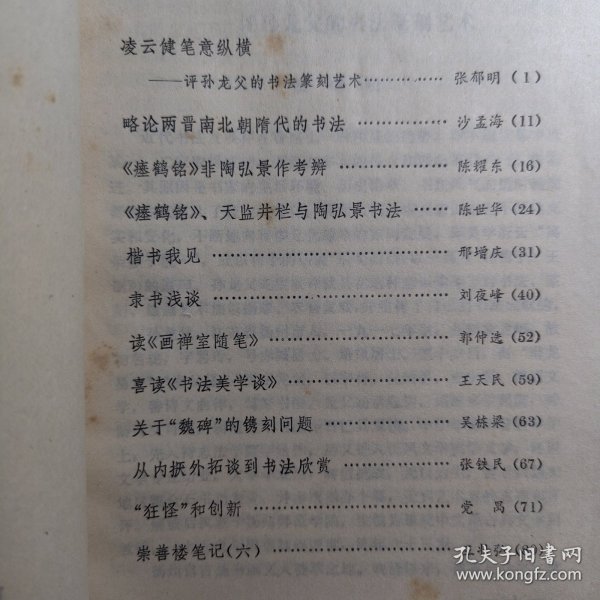 凌云健笔意纵横
——评孙龙父的书法篆刻艺术…………… 张郁明（1）
略论两晋南北朝隋代的书法 …………… 沙孟海（11）
《瘗鹤铭》非陶弘景作考辨 …………… 陈耀东（16）
《瘗鹤铭》、天监井栏与陶弘景书法 …… 陈世华（24）
楷书我见 …………………………… 邢增庆（31）
隶书浅谈 …………………………… 刘夜峰（40）
读《画禅室随笔》 …………………… 郭仲选（52）
喜读《书法美学谈》 ………………… 王天民（59）
关于“魏碑”的镌刻问题 …………… 吴栋梁（63）
从内抚外拓谈到书法欣赏 …………… 张铁民（67）
“狂怪”和创新 …………………… 党 禺（71）
崇善楼笔记（六） …………………
孔夫子旧书网
www.kongfz.com